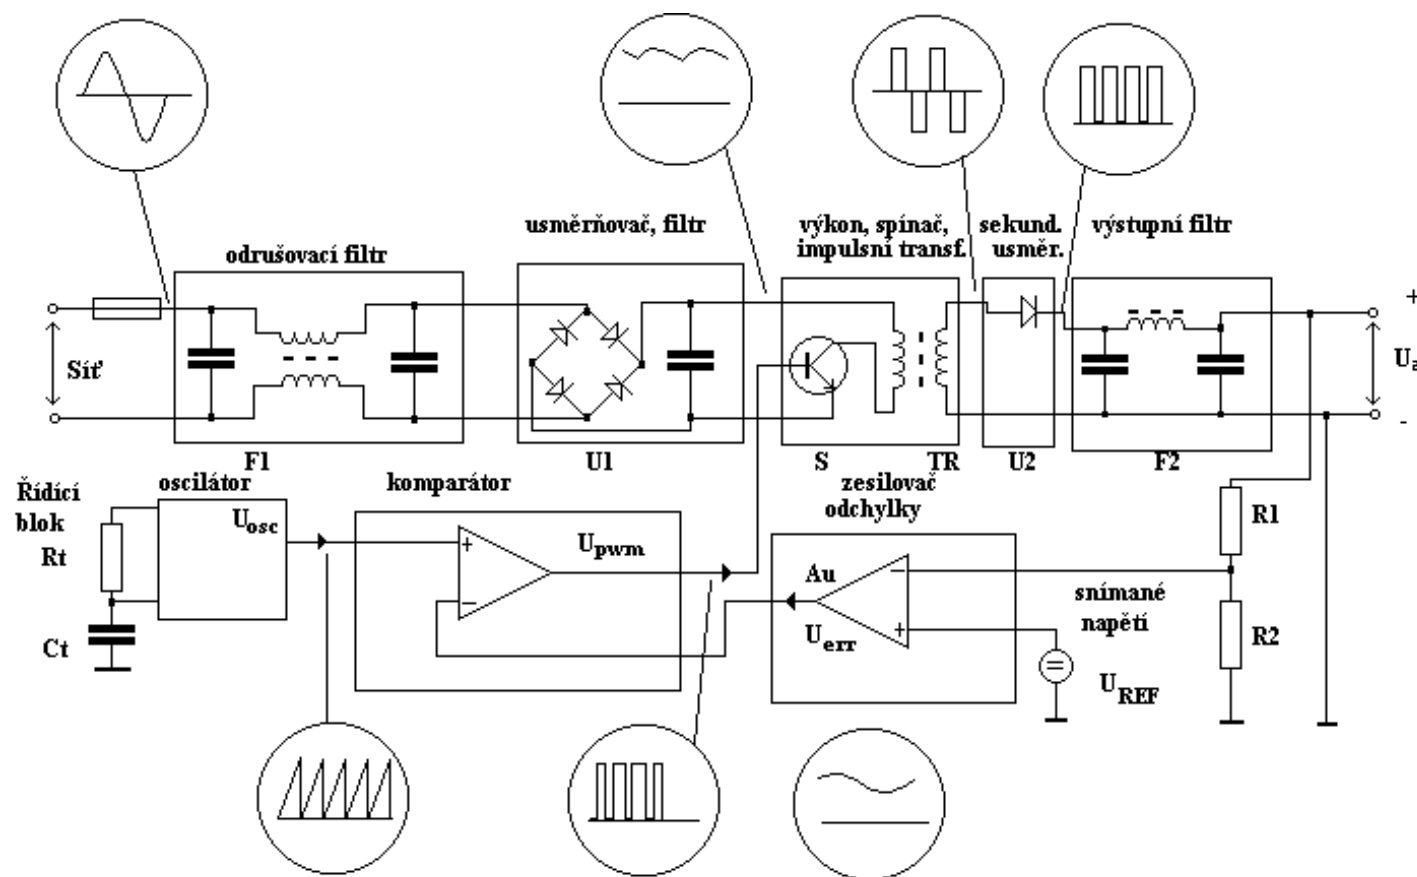 usměrňovač, filtr
výkon, spínač,
impulsní transf.
sekund.
usměr.
výstupní filtr
odrušovací filtr
+
Síť
U
-
F1
U1
S
TR
U2
F2
Řídící
blok
oscilátor
komparátor
zesilovač
odchylky
Uosc
Rt
Ct
+
-
Upwm
Au
Uerr
-
+
=
snímané
napětí
UREF
R1
R2